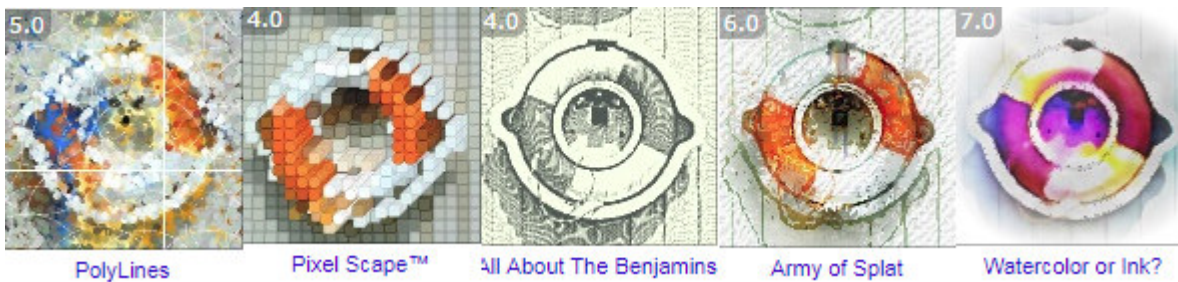 5.0
4.0
4.0
6.0
7.0
PolyLines
Pixel Scape™
All About The Benjamins
Army of Splat
Watercolor or Ink?